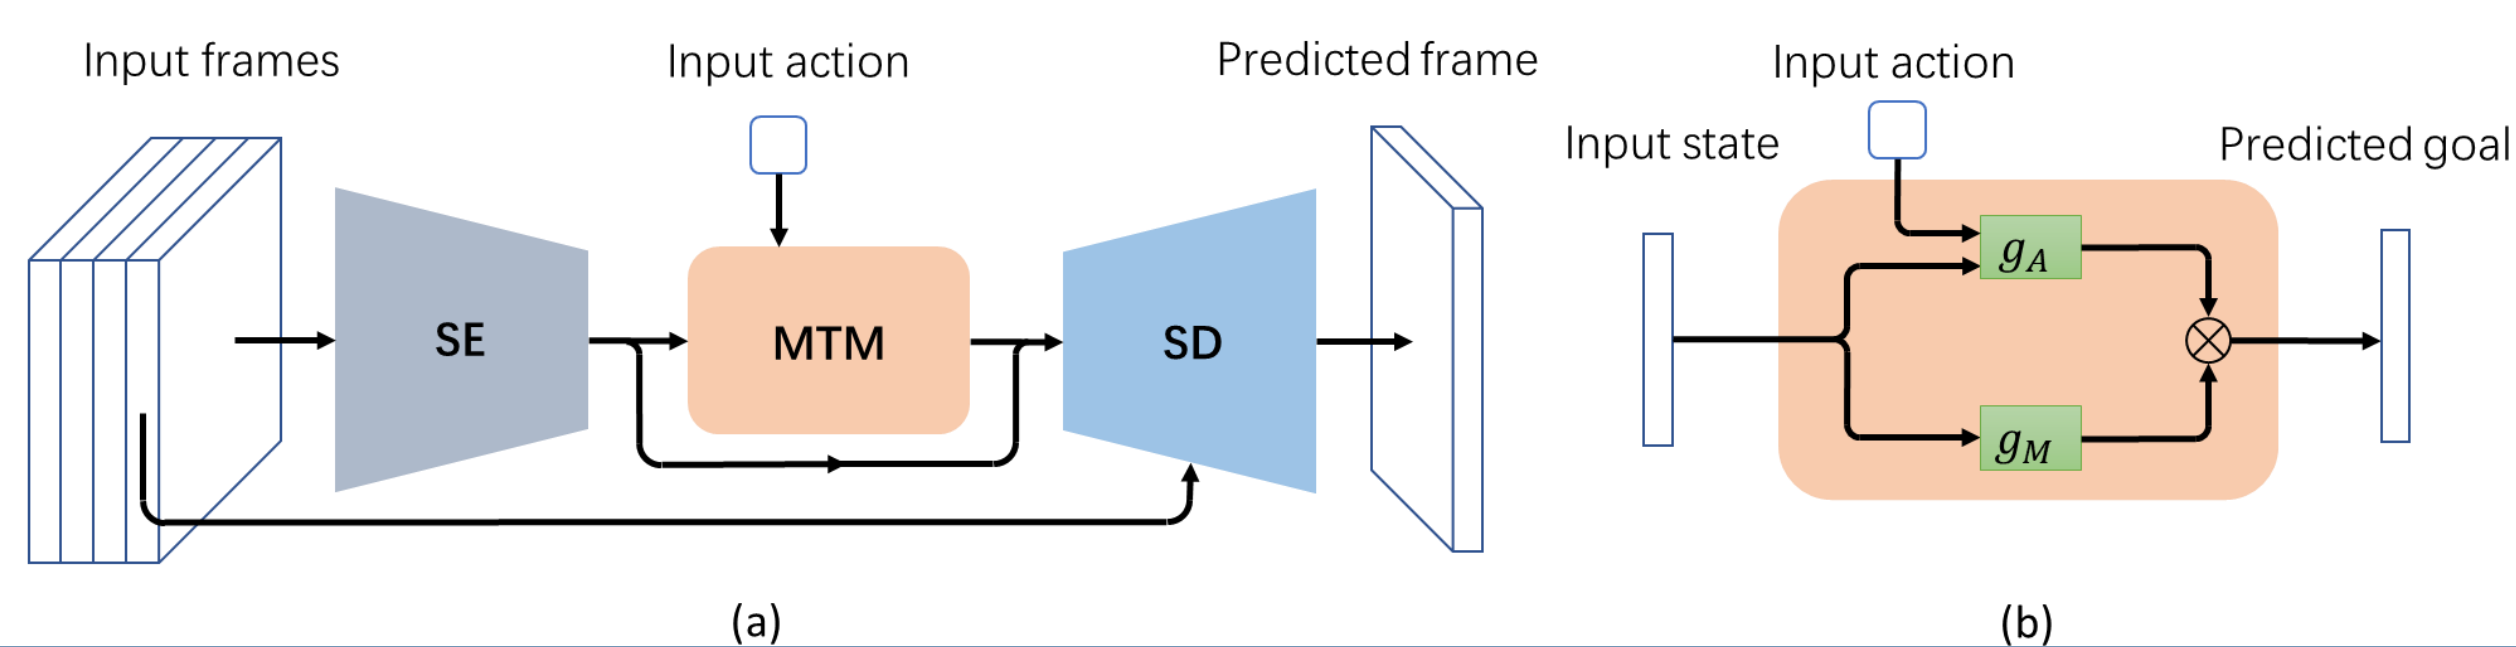 Input frames
Input action
Predicted frame
SE
MTM
SD
(a)
Input action
Input state
Predicted goal
g_A
g_M
(b)